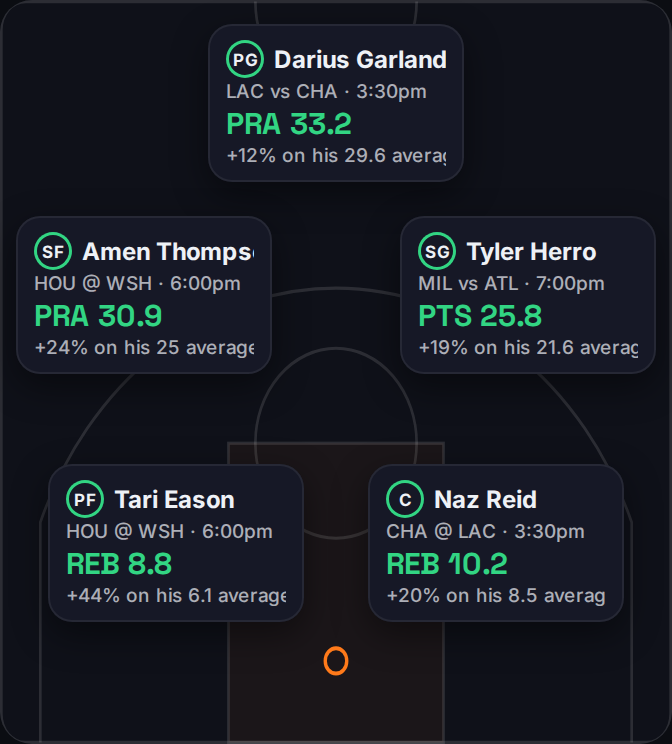 PG Darius Garland
LAC vs CHA · 3:30pm
PRA 33.2
+12% on his 29.6 averag
SF Amen Thomps
HOU @ WSH · 6:00pm
PRA 30.9
+24% on his 25 average
SG Tyler Herro
MIL vs ATL · 7:00pm
PTS 25.8
+19% on his 21.6 averag
PF Tari Eason
HOU @ WSH · 6:00pm
REB 8.8
+44% on his 6.1 average
C Naz Reid
CHA @ LAC · 3:30pm
REB 10.2
+20% on his 8.5 averag